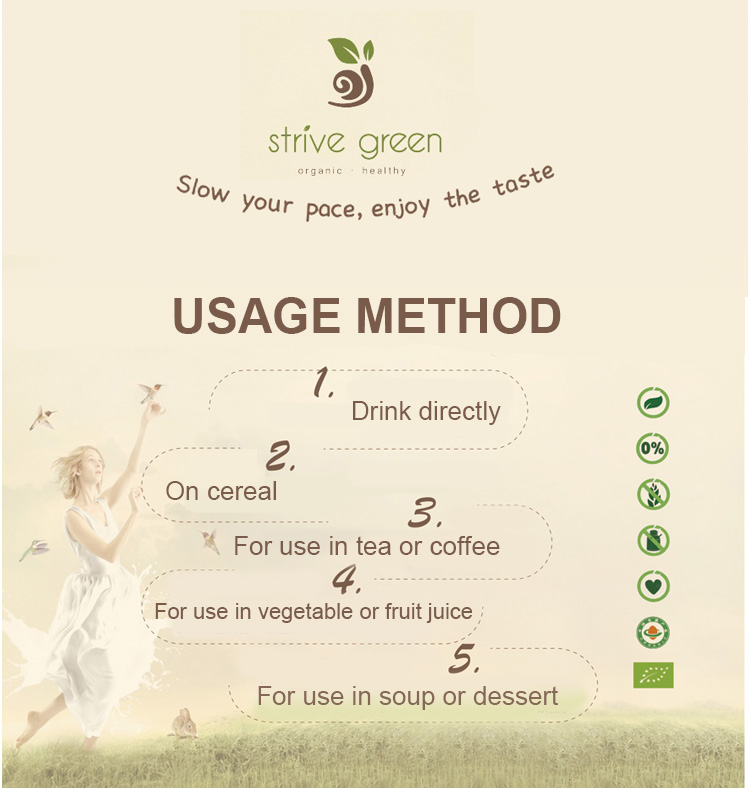 strive green
organic · healthy
Slow your pace, enjoy the taste
USAGE METHOD
1.
Drink directly
2.
On cereal
3.
For use in tea or coffee
4.
For use in vegetable or fruit juice
5.
For use in soup or dessert
0%